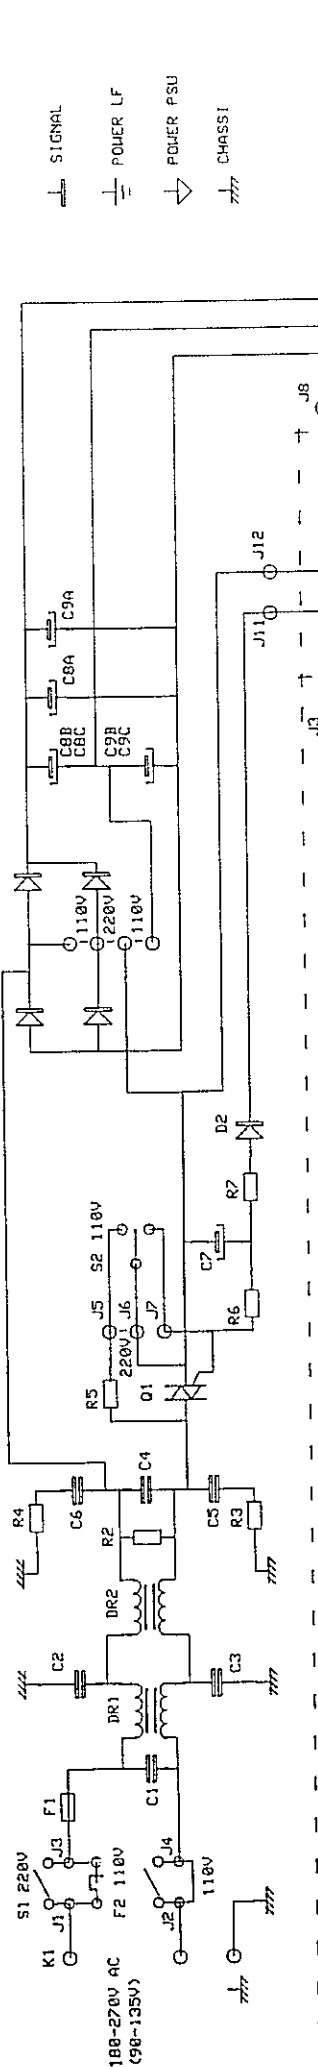 SIGNAL
POWER LF
POWER PSU
CHASSI
J8
J12
J11
J3
C9A
C8A
C8B
C8C
C9B
C9C
110V
220V
110V
D2
R7
R6
C7
S2 110V
J5
J6
J7
220V
R5
Q1
R4
C6
C4
R2
C5
R3
DR2
C2
DR1
C3
C1
F1
S1 220V
J3
J1
K1
F2 110V
J4
J2
110V
180-270V AC
(90-135V)